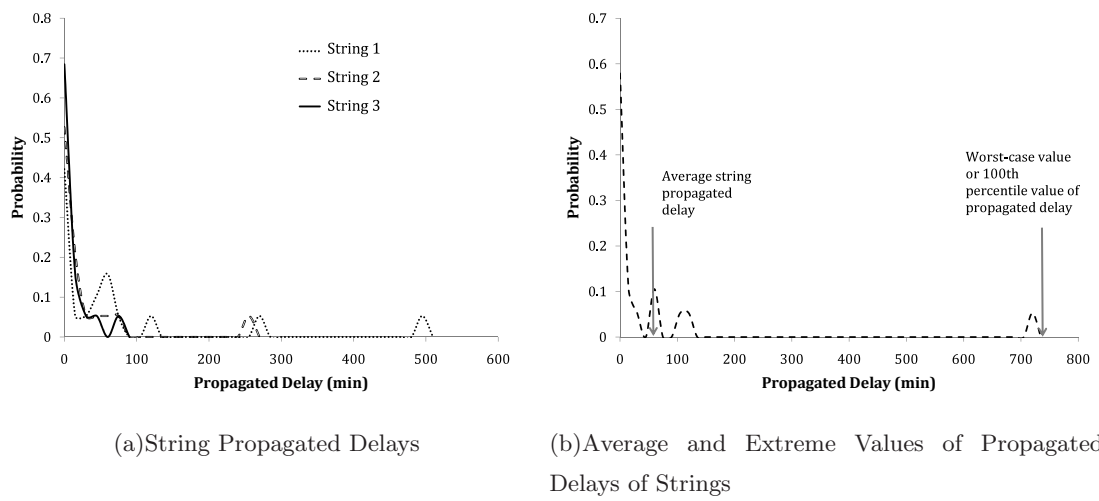 0.8
0.7
0.6
0.5
0.4
0.3
0.2
0.1
0
Probability
String 1
String 2
String 3
0 100 200 300 400 500 600
Propagated Delay (min)
(a)String Propagated Delays
0.7
0.6
0.5
0.4
0.3
0.2
0.1
0
Probability
Average string
propagated
delay
Worst-case value
or 100th
percentile value of
propagated delay
0 100 200 300 400 500 600 700 800
Propagated Delay (min)
(b)Average and Extreme Values of Propagated
Delays of Strings